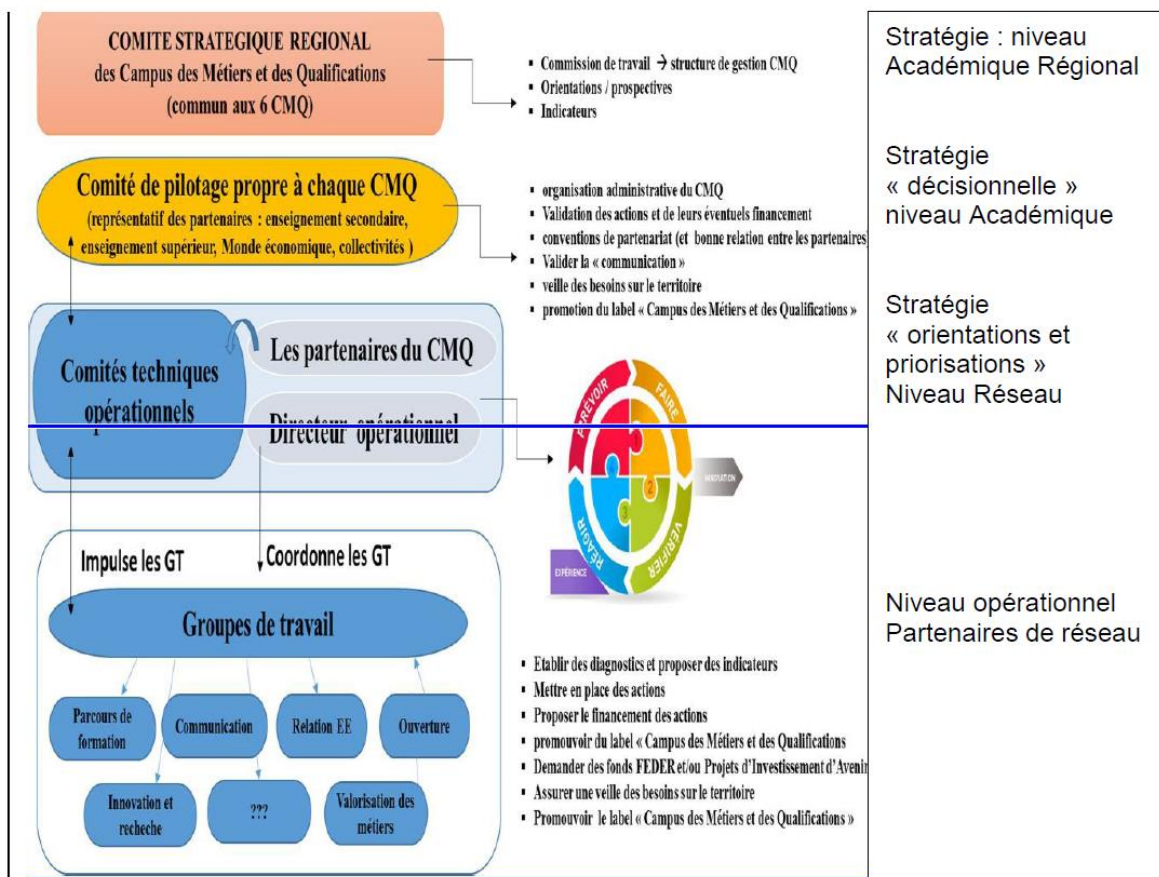 COMITE STRATEGIQUE REGIONAL
des Campus des Métiers et des Qualifications
(commun aux 6 CMQ)
▪ Commission de travail → structure de gestion CMQ
▪ Orientations / prospectives
▪ Indicateurs
Stratégie : niveau
Académique Régional
Comité de pilotage propre à chaque CMQ
(représentatif des partenaires : enseignement secondaire,
enseignement supérieur, Monde économique, collectivités )
▪ organisation administrative du CMQ
▪ Validation des actions et de leurs éventuels financement
▪ conventions de partenariat (et bonne relation entre les partenaires)
▪ Valider la « communication »
▪ veille des besoins sur le territoire
▪ promotion du label « Campus des Métiers et des Qualifications »
Stratégie
« décisionnelle »
niveau Académique
Comités techniques
opérationnels
Les partenaires du CMQ
Directeur opérationnel
Stratégie
« orientations et
priorisations »
Niveau Réseau
FAIRE
VÉRIFIER
RÉAGIR
1
2
3
EXPÉRIENCE
Impulse les GT
Coordonne les GT
Groupes de travail
Parcours de
formation
Communication
Relation EE
Ouverture
Innovation et
recheche
???
Valorisation des
métiers
▪ Etablir des diagnostics et proposer des indicateurs
▪ Mettre en place des actions
▪ Proposer le financement des actions
▪ promouvoir du label « Campus des Métiers et des Qualifications
▪ Demander des fonds FEDER et/ou Projets d'Investissement d'Avenir
▪ Assurer une veille des besoins sur le territoire
▪ Promouvoir le label « Campus des Métiers et des Qualifications »
Niveau opérationnel
Partenaires de réseau